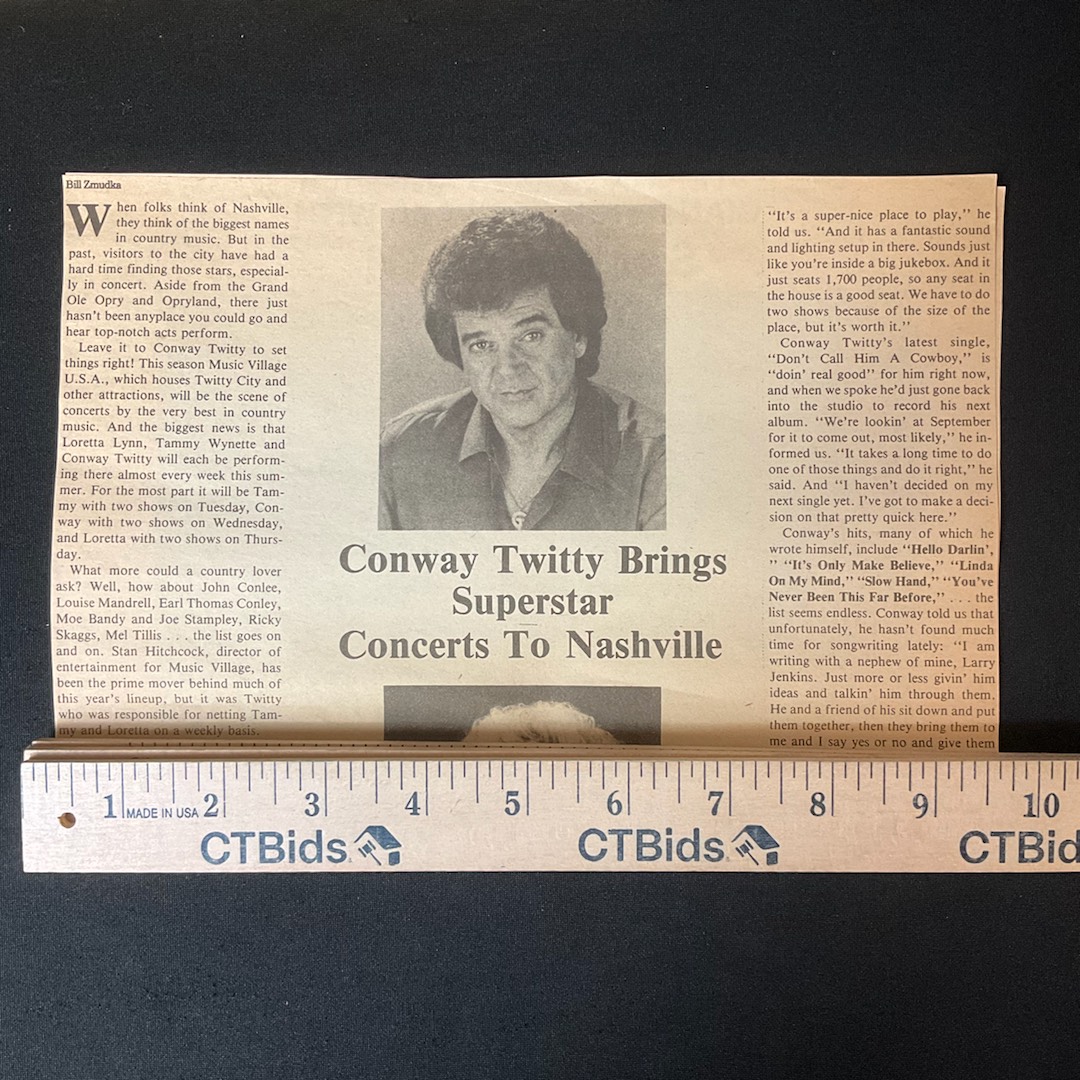 Bill Zmudka
When folks think of Nashville,
they think of the biggest names
in country music. But in the
past, visitors to the city have had a
hard time finding those stars, especial-
ly in concert. Aside from the Grand
Ole Opry and Opryland, there just
hasn't been anyplace you could go and
hear top-notch acts perform.
Leave it to Conway Twitty to set
things right! This season Music Village
U.S.A., which houses Twitty City and
other attractions, will be the scene of
concerts by the very best in country
music. And the biggest news is that
Loretta Lynn, Tammy Wynette and
Conway Twitty will each be perform-
ing there almost every week this sum-
mer. For the most part it will be Tam-
my with two shows on Tuesday, Con-
way with two shows on Wednesday,
and Loretta with two shows on Thurs-
day.
What more could a country lover
ask? Well, how about John Conlee,
Louise Mandrell, Earl Thomas Conley,
Moe Bandy and Joe Stampley, Ricky
Skaggs, Mel Tillis . . . the list goes on
and on. Stan Hitchcock, director of
entertainment for Music Village, has
been the prime mover behind much of
this year's lineup, but it was Twitty
who was responsible for netting Tam-
my and Loretta on a weekly basis.
Conway Twitty Brings
Superstar
Concerts To Nashville
"It's a super-nice place to play," he
told us. "And it has a fantastic sound
and lighting setup in there. Sounds just
like you're inside a big jukebox. And it
just seats 1,700 people, so any seat in
the house is a good seat. We have to do
two shows because of the size of the
place, but it's worth it."
Conway Twitty's latest single,
"Don't Call Him A Cowboy," is
"doin' real good" for him right now,
and when we spoke he'd just gone back
into the studio to record his next
album. "We're lookin' at September
for it to come out, most likely," he in-
formed us. "It takes a long time to do
one of those things and do it right," he
said. And "I haven't decided on my
next single yet. I've got to make a deci-
sion on that pretty quick here."
Conway's hits, many of which he
wrote himself, include "Hello Darlin',
" "It's Only Make Believe," "Linda
On My Mind," "Slow Hand," "You've
Never Been This Far Before," . . . the
list seems endless. Conway told us that
unfortunately, he hasn't found much
time for songwriting lately: "I am
writing with a nephew of mine, Larry
Jenkins. Just more or less givin' him
ideas and talkin' him through them.
He and a friend of his sit down and put
them together, then they bring them to
me and I say yes or no and give them
1 MADE IN USA 2 3 4 5 6 7 8 9 10
CTBids CTBids CTBid